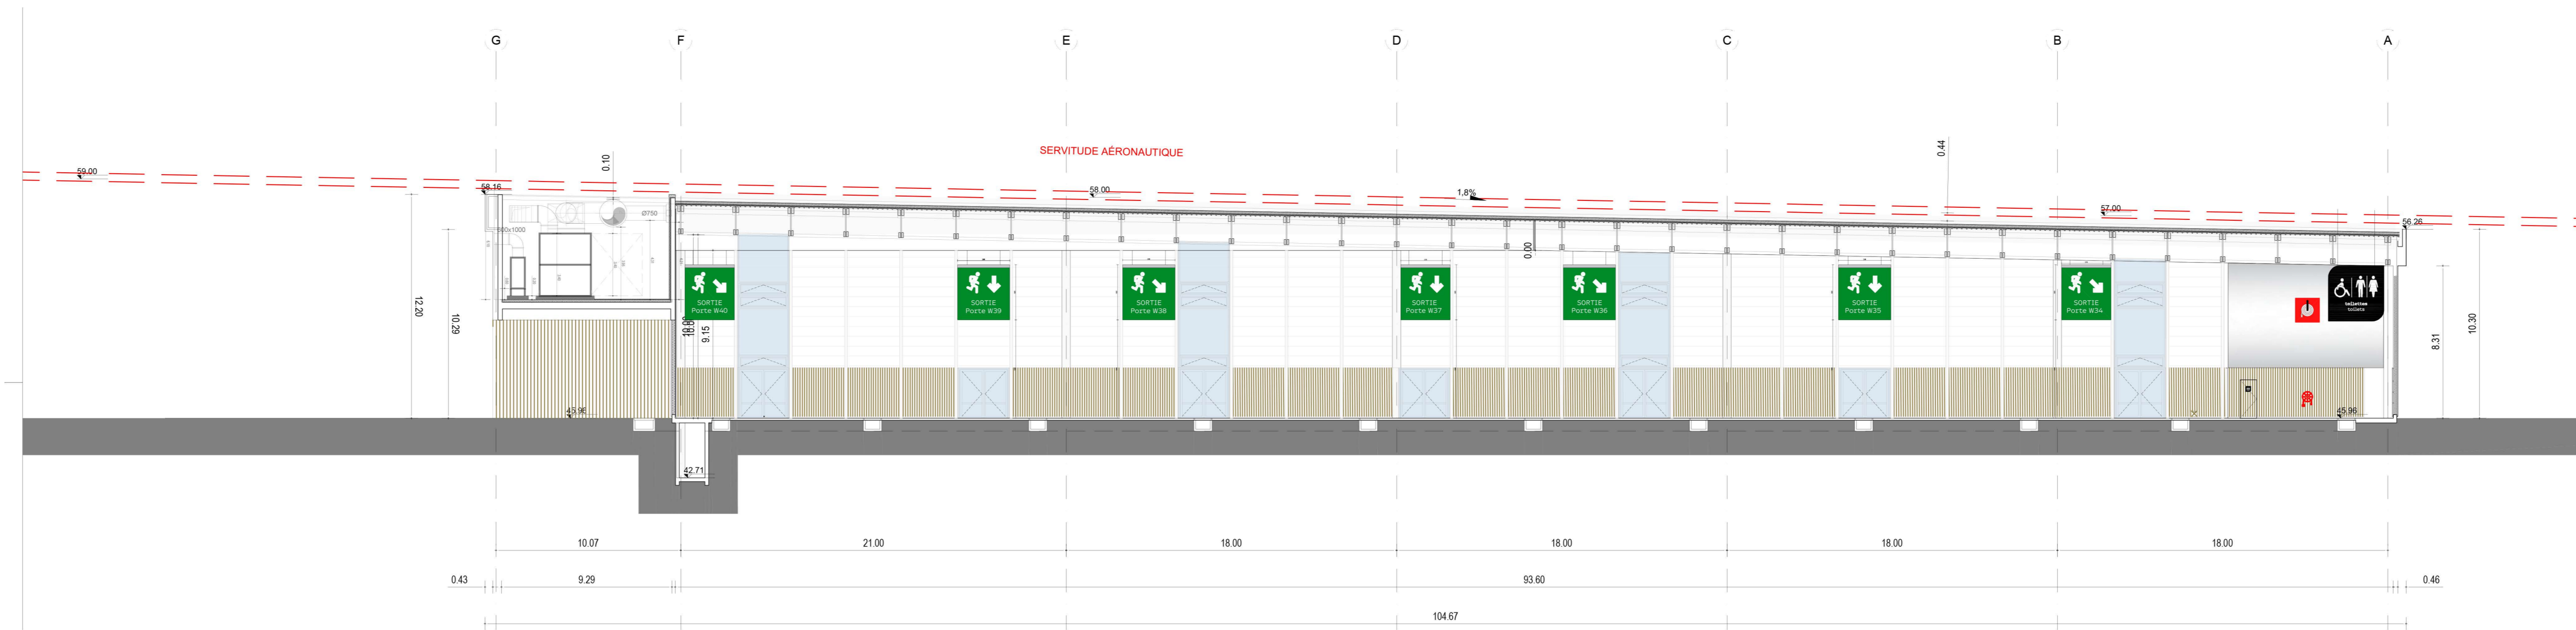 G
F
E
D
C
B
A
SERVITUDE AÉRONAUTIQUE
0.10
0.44
59.00
58.16
58.00
1,8%
57.00
56.26
Ø750
12.20
10.29
10.00
9.15
0.00
8.31
10.30
SORTIE
Porte W40
SORTIE
Porte W39
SORTIE
Porte W38
SORTIE
Porte W37
SORTIE
Porte W36
SORTIE
Porte W35
SORTIE
Porte W34
toilettes
toilets
45.96
45.96
42.71
10.07
21.00
18.00
18.00
18.00
18.00
0.43
9.29
93.60
0.46
104.67